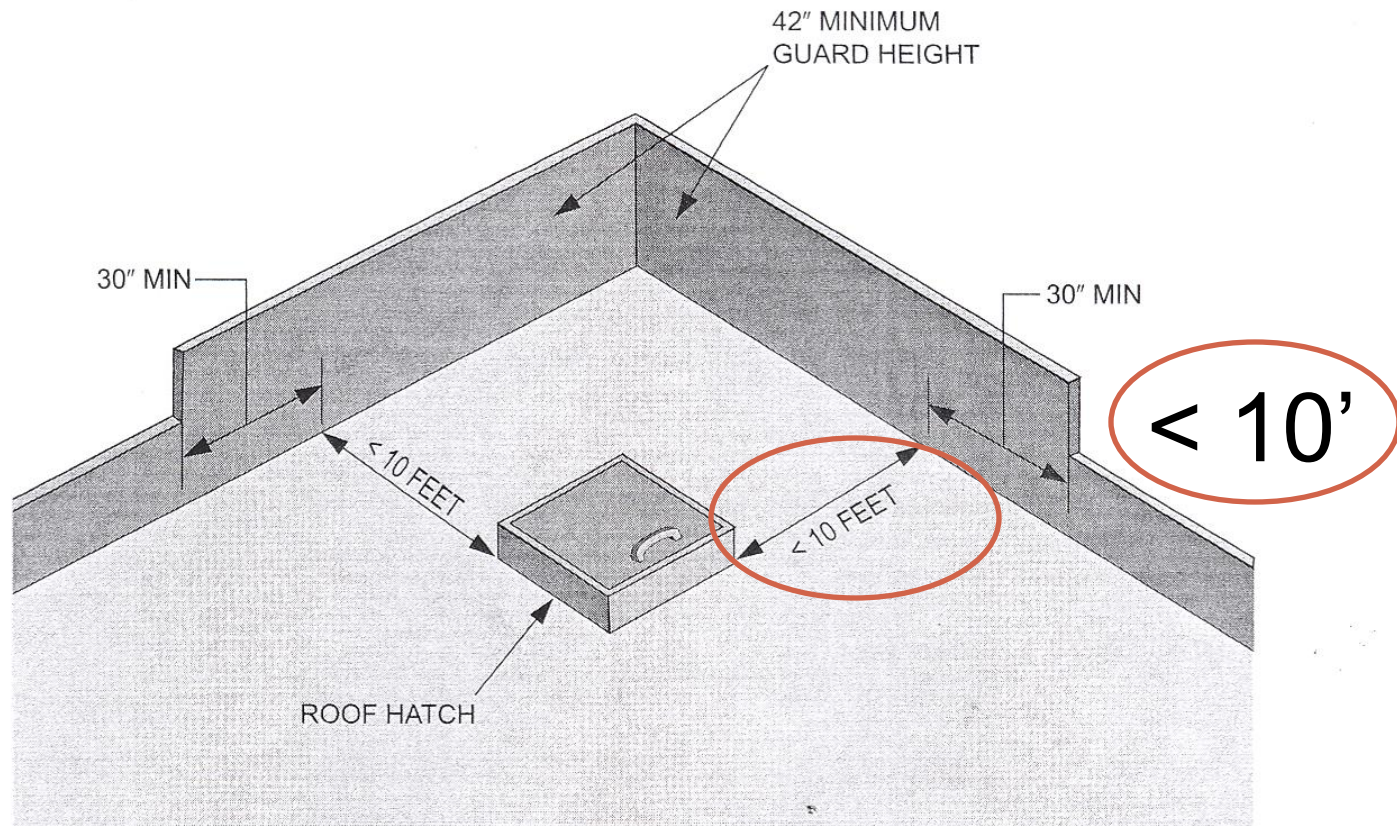 42″ MINIMUM
GUARD HEIGHT
30″ MIN
30″ MIN
< 10’
< 10 FEET
< 10 FEET
ROOF HATCH